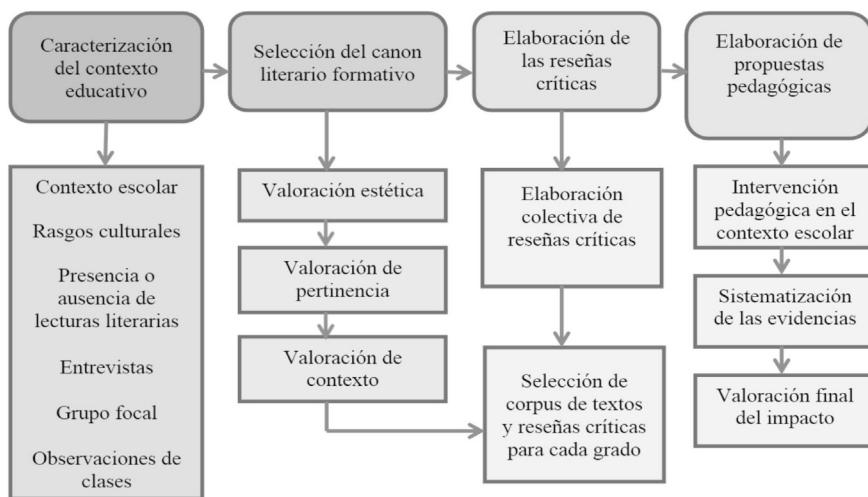 Caracterización
del contexto
educativo
Selección del canon
literario formativo
Elaboración de
las reseñas
críticas
Elaboración de
propuestas
pedagógicas
Contexto escolar
Rasgos culturales
Presencia o
ausencia de
lecturas literarias
Entrevistas
Grupo focal
Observaciones de
clases
Valoración estética
Valoración de
pertinencia
Valoración de
contexto
Elaboración
colectiva de
reseñas críticas
Selección de
corpus de textos
y reseñas críticas
para cada grado
Intervención
pedagógica en el
contexto escolar
Sistematización
de las evidencias
Valoración final
del impacto